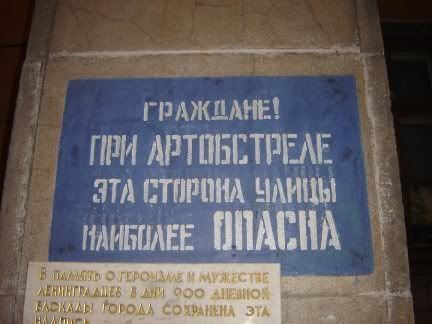 ГРАЖДАНЕ!
ПРИ АРТОБСТРЕЛЕ
ЭТА СТОРОНА УЛИЦЫ
НАИБОЛЕЕ ОПАСНА
В ПАМЯТЬ О ГЕРОИЗМЕ И МУЖЕСТВЕ
ЛЕНИНГРАДЦЕВ В ДНИ 900 ДНЕВНОЙ
БЛОКАДЫ ГОРОДА СОХРАНЕНА ЭТА
НАДПИСЬ